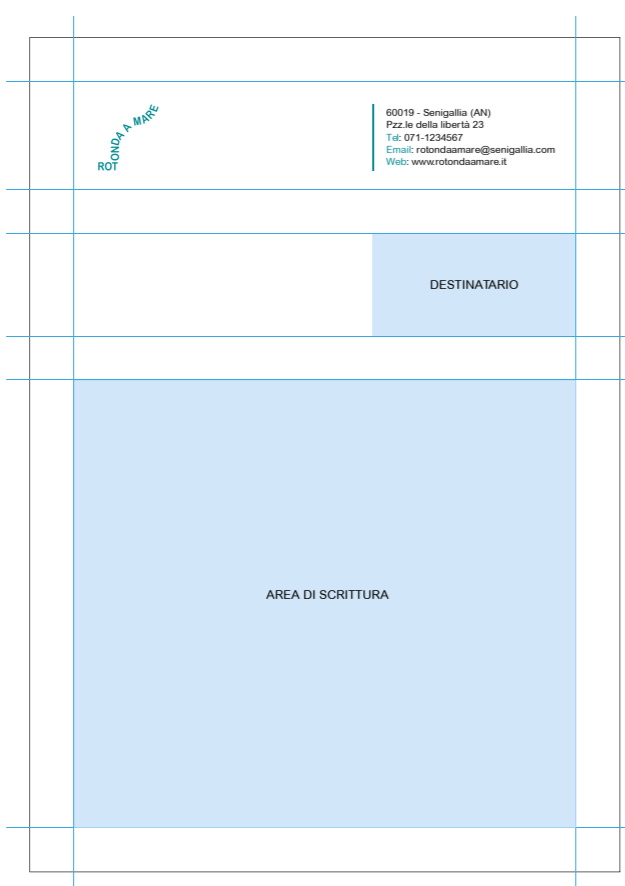 ROTONDA A MARE
60019 - Senigallia (AN)
Pzz.le della libertà 23
Tel: 071-1234567
Email: rotondaamare@senigallia.com
Web: www.rotondaamare.it
DESTINATARIO
AREA DI SCRITTURA